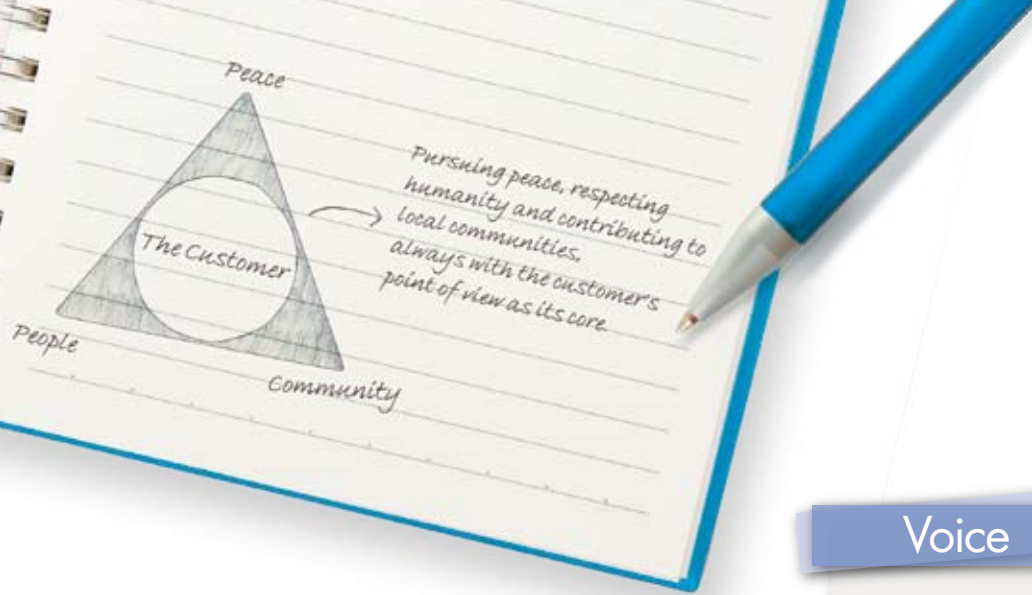 Peace
The Customer
People
Community
Pursuing peace, respecting
humanity and contributing to
local communities,
always with the customer's
point of view as its core.
Voice